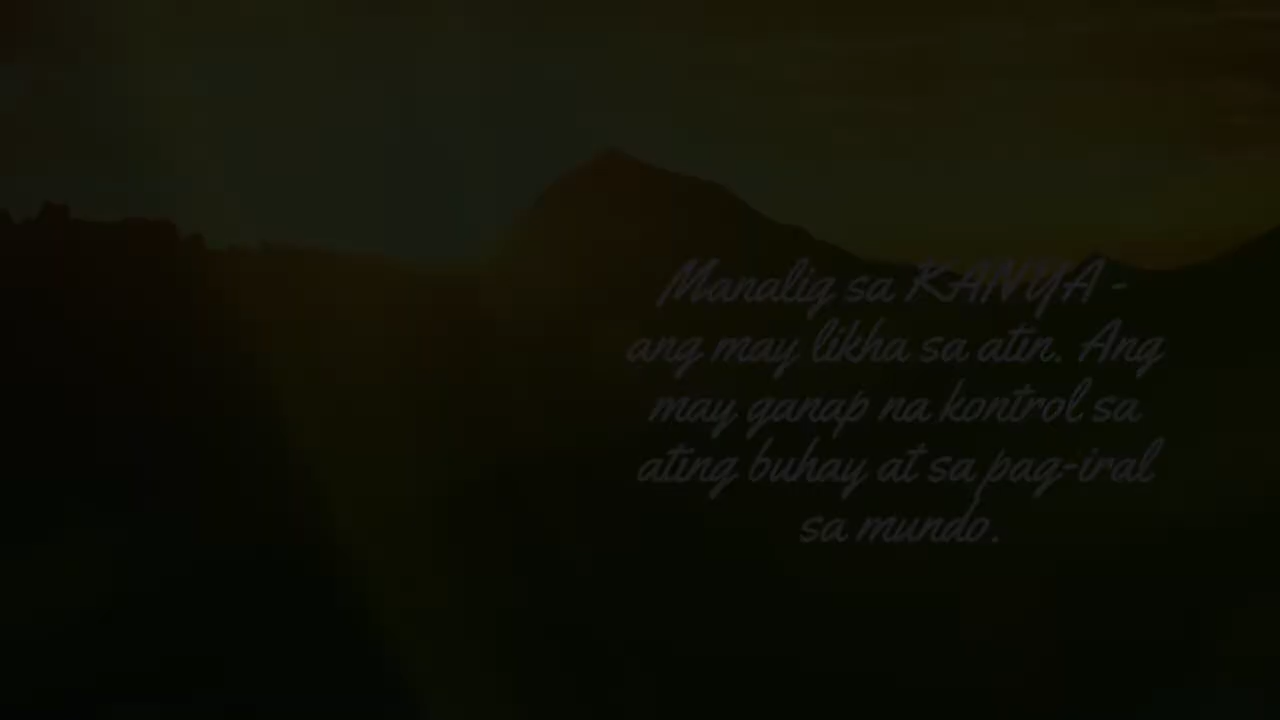 Manalig sa KANYA -
ang may likha sa atin. Ang
may ganap na kontrol sa
ating buhay at sa pag-iral
sa mundo.